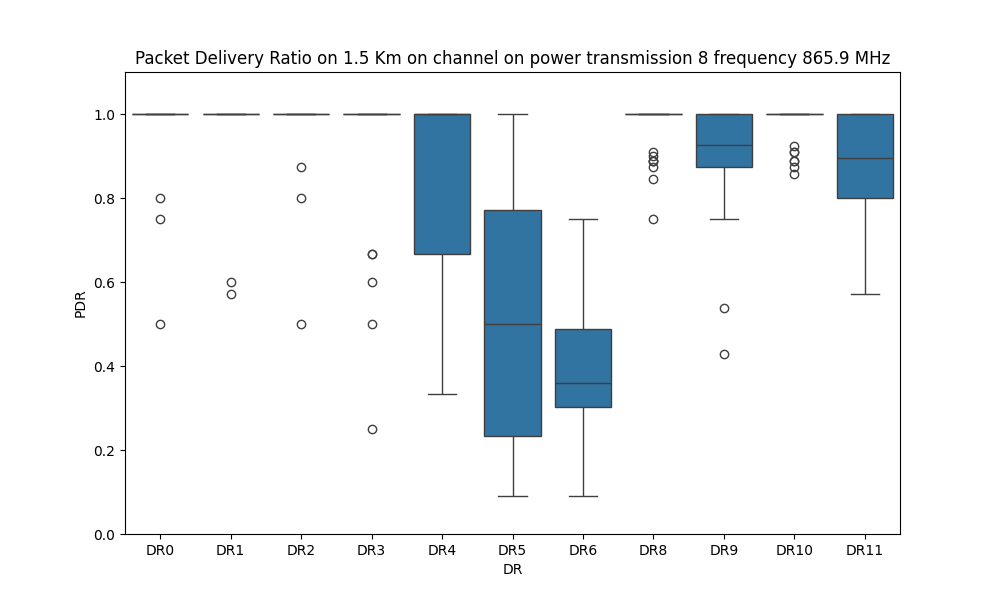 Packet Delivery Ratio on 1.5 Km on channel on power transmission 8 frequency 865.9 MHz
1.0
0.8
0.6
0.4
0.2
0.0
PDR
DR0 DR1 DR2 DR3 DR4 DR5 DR6 DR8 DR9 DR10 DR11
DR